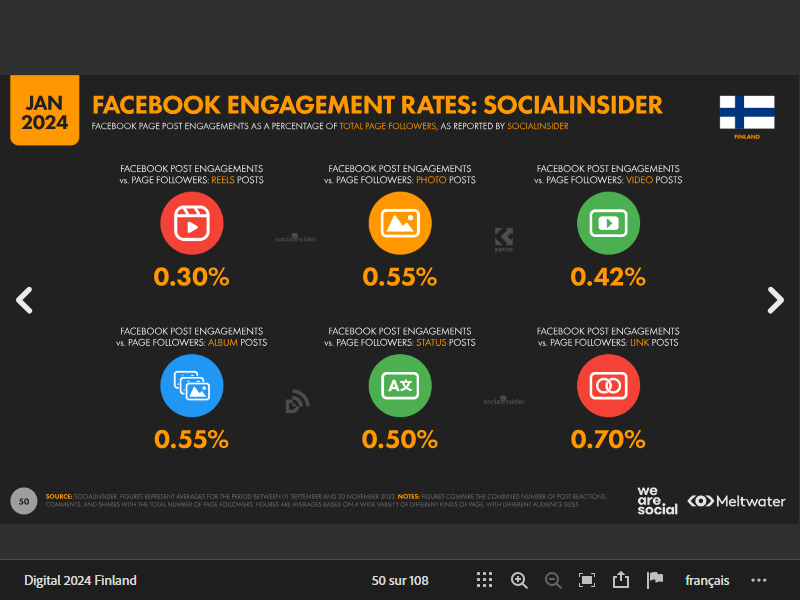 JAN
2024
FACEBOOK ENGAGEMENT RATES: SOCIALINSIDER
FACEBOOK PAGE POST ENGAGEMENTS AS A PERCENTAGE OF TOTAL PAGE FOLLOWERS, AS REPORTED BY SOCIALINSIDER
FINLAND
FACEBOOK POST ENGAGEMENTS
vs. PAGE FOLLOWERS: REELS POSTS
0.30%
FACEBOOK POST ENGAGEMENTS
vs. PAGE FOLLOWERS: PHOTO POSTS
0.55%
FACEBOOK POST ENGAGEMENTS
vs. PAGE FOLLOWERS: VIDEO POSTS
0.42%
socialinsider
KEPIOS
FACEBOOK POST ENGAGEMENTS
vs. PAGE FOLLOWERS: ALBUM POSTS
0.55%
FACEBOOK POST ENGAGEMENTS
vs. PAGE FOLLOWERS: STATUS POSTS
A文
0.50%
FACEBOOK POST ENGAGEMENTS
vs. PAGE FOLLOWERS: LINK POSTS
0.70%
socialinsider
50
SOURCE: SOCIALINSIDER. FIGURES REPRESENT AVERAGES FOR THE PERIOD BETWEEN 01 SEPTEMBER AND 30 NOVEMBER 2023. NOTES: FIGURES COMPARE THE COMBINED NUMBER OF POST REACTIONS,
COMMENTS, AND SHARES WITH THE TOTAL NUMBER OF PAGE FOLLOWERS. FIGURES ARE AVERAGES BASED ON A WIDE VARIETY OF DIFFERENT KINDS OF PAGE, WITH DIFFERENT AUDIENCE SIZES.
we
are
social
Meltwater
Digital 2024 Finland
50 sur 108
français